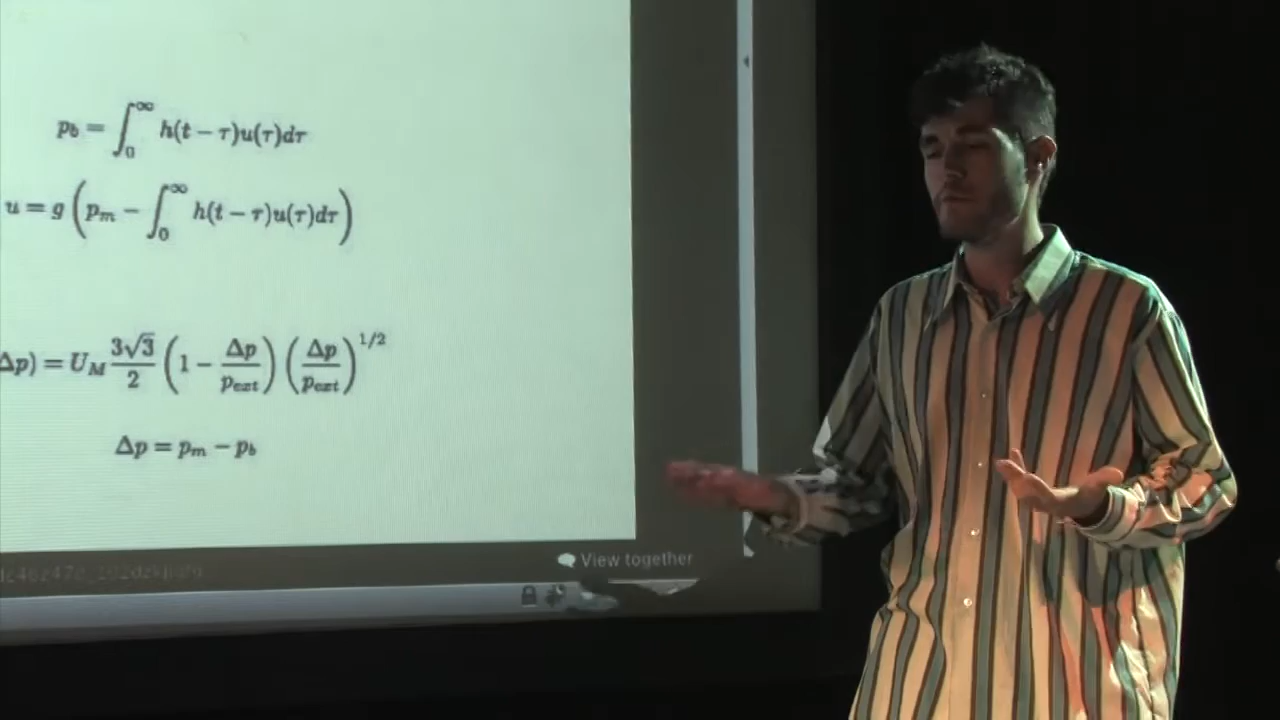 p_b = ∫_0^∞ h(t − τ)u(τ)dτ
u = g (p_m − ∫_0^∞ h(t − τ)u(τ)dτ)
Δp) = U_M 3√3/2 (1 − Δp/p_ext) (Δp/p_ext)^1/2
Δp = p_m − p_b
View together